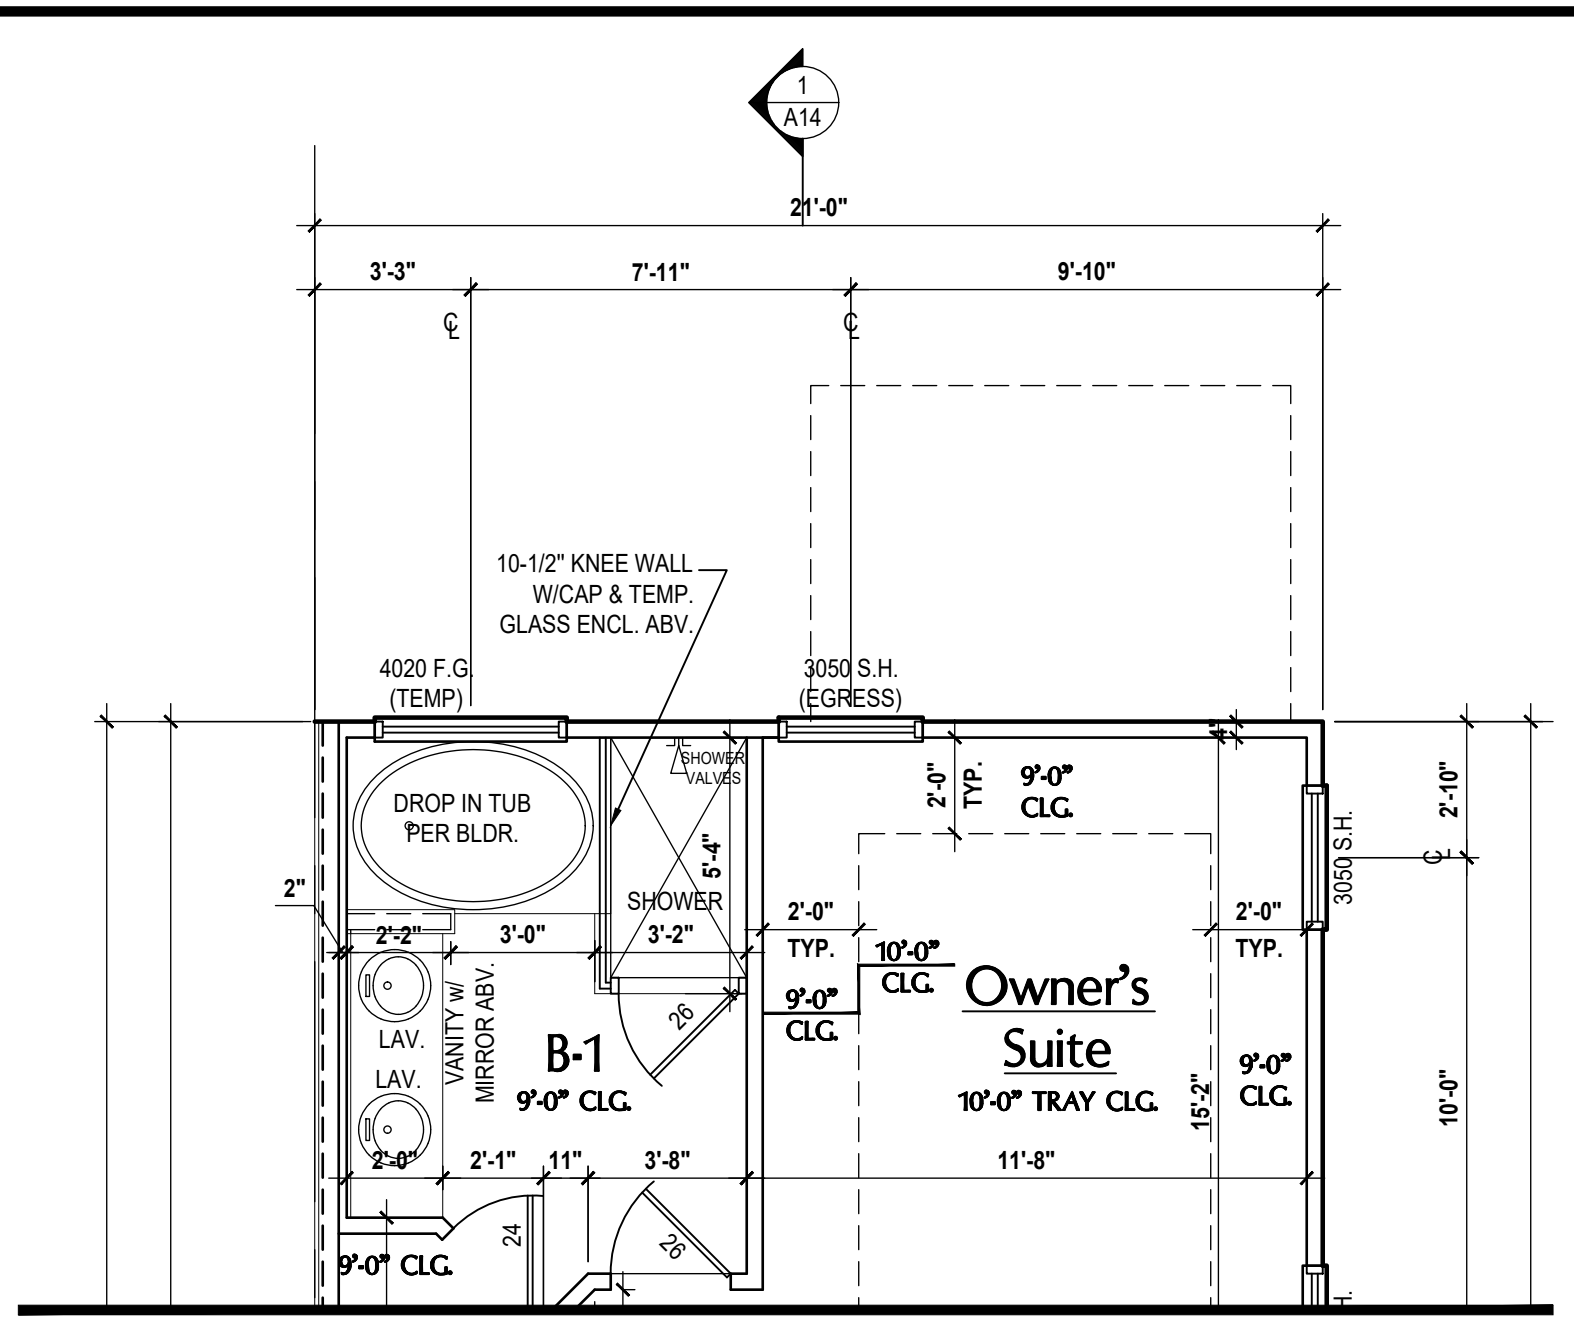 1
A14
21'-0"
3'-3"
7'-11"
9'-10"
℄
℄
10-1/2" KNEE WALL
W/CAP & TEMP.
GLASS ENCL. ABV.
4020 F.G.
(TEMP)
3050 S.H.
(EGRESS)
SHOWER
VALVES
4"
2'-0"
TYP.
9'-0"
CLG.
2'-10"
DROP IN TUB
PER BLDR.
5'-4"
3050 S.H.
℄
2"
SHOWER
2'-2"
3'-0"
3'-2"
2'-0"
TYP.
2'-0"
TYP.
10'-0"
CLG.
9'-0"
CLG.
Owner's
Suite
10'-0" TRAY CLG.
LAV.
LAV.
VANITY w/
MIRROR ABV.
26
B-1
9'-0" CLG.
15'-2"
9'-0"
CLG.
10'-0"
2'-0"
2'-1"
11"
3'-8"
11'-8"
24
26
9'-0" CLG.
H.